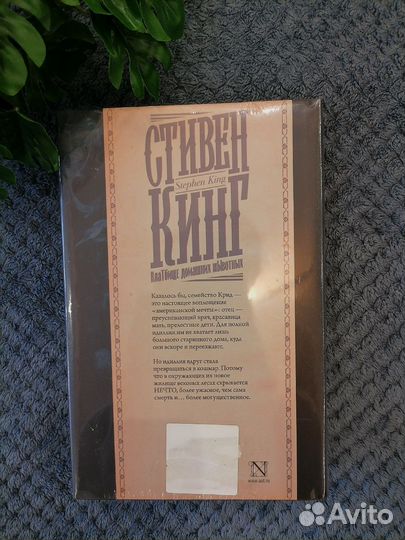 СТИВЕН
Stephen King
КИНГ
Кладбище домашних животных
Казалось бы, семейство Крид —
это настоящее воплощение
«американской мечты»: отец —
преуспевающий врач, красавица
мать, прелестные дети. Для полной
идиллии им не хватает лишь
большого старинного дома, куда
они вскоре и переезжают.
Но идиллия вдруг стала
превращаться в кошмар. Потому
что в окружающих их новое
жилище вековых лесах скрывается
НЕЧТО, более ужасное, чем сама
смерть и... более могущественное.
N
www.ast.ru
Avito